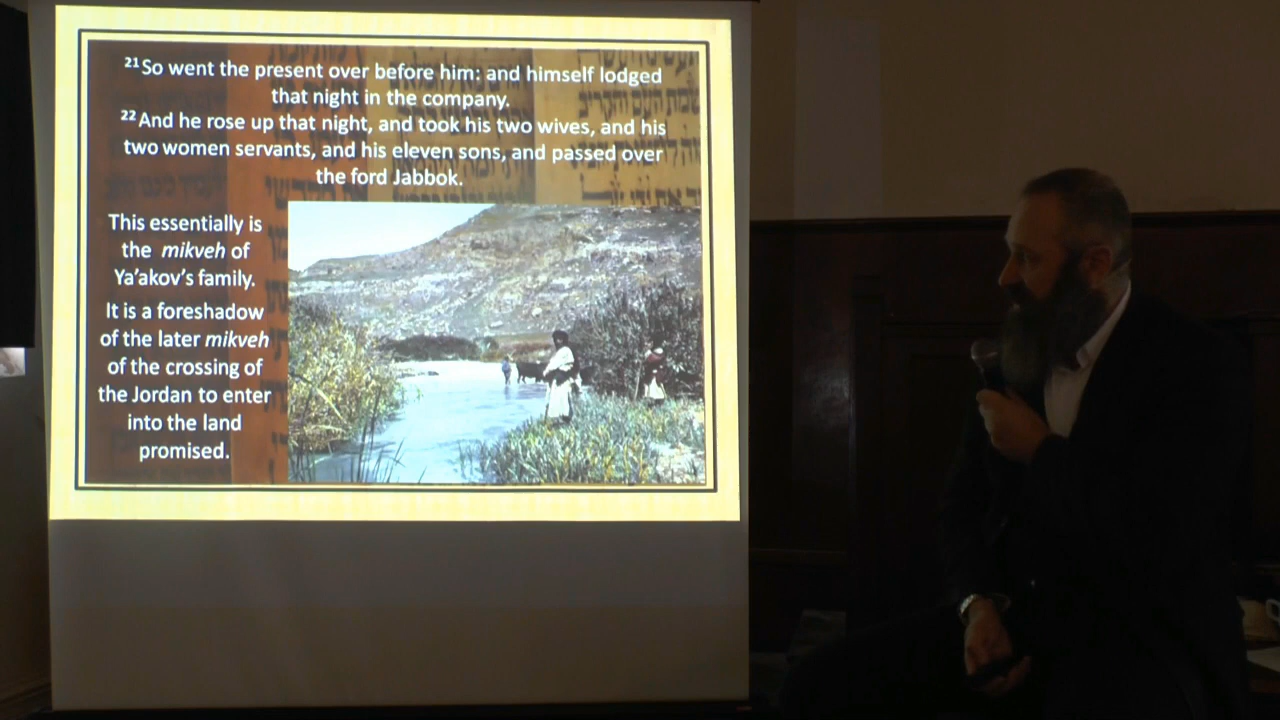 ²¹So went the present over before him: and himself lodged
that night in the company.
²²And he rose up that night, and took his two wives, and his
two women servants, and his eleven sons, and passed over
the ford Jabbok.
This essentially is
the mikveh of
Ya'akov's family.
It is a foreshadow
of the later mikveh
of the crossing of
the Jordan to enter
into the land
promised.